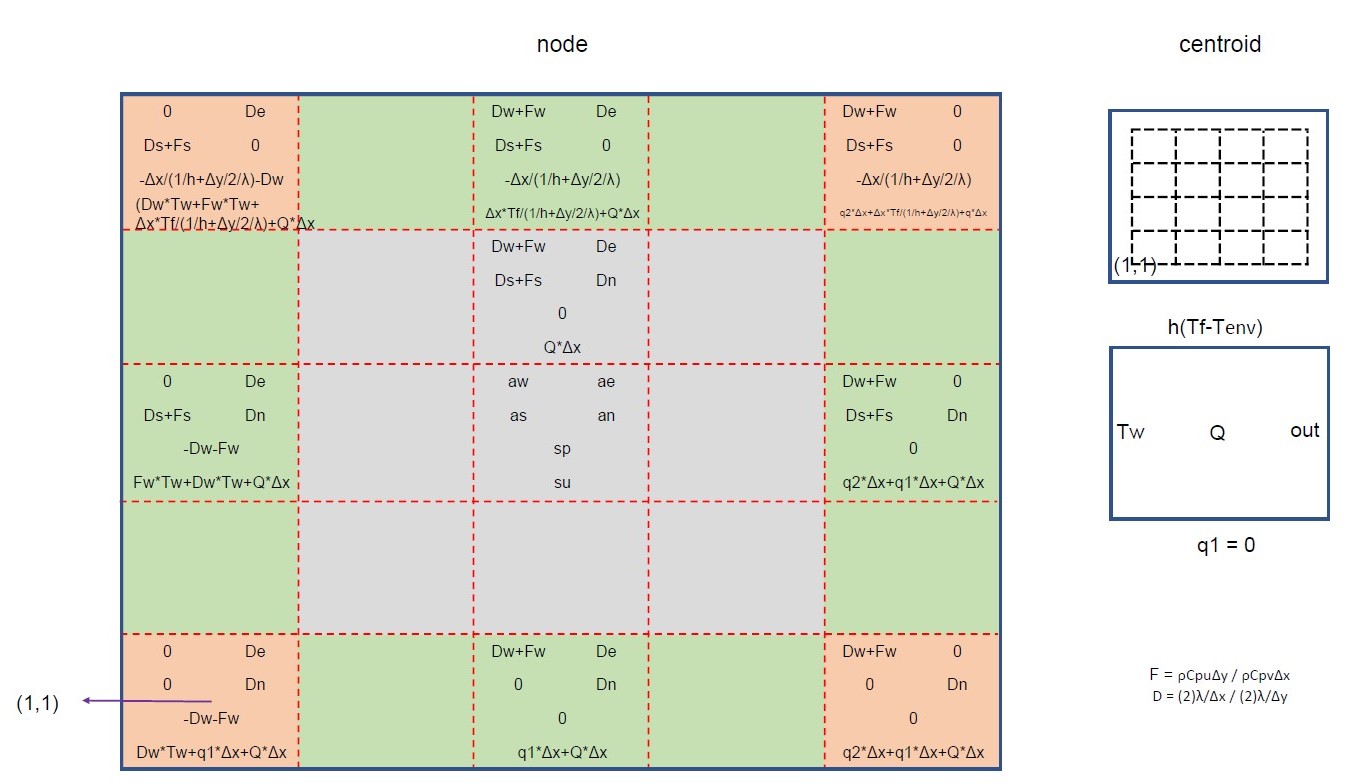 node
centroid
0 De
Ds+Fs 0
-Δx/(1/h+Δy/2/λ)-Dw
(Dw*Tw+Fw*Tw+
Δx*Tf/(1/h+Δy/2/λ)+Q*Δx
Dw+Fw De
Ds+Fs 0
-Δx/(1/h+Δy/2/λ)
Δx*Tf/(1/h+Δy/2/λ)+Q*Δx
Dw+Fw 0
Ds+Fs 0
-Δx/(1/h+Δy/2/λ)
q2*Δx+Δx*Tf/(1/h+Δy/2/λ)+q*Δx
Dw+Fw De
Ds+Fs Dn
0
Q*Δx
0 De
Ds+Fs Dn
-Dw-Fw
Fw*Tw+Dw*Tw+Q*Δx
aw ae
as an
sp
su
Dw+Fw 0
Ds+Fs Dn
0
q2*Δx+q1*Δx+Q*Δx
0 De
0 Dn
-Dw-Fw
Dw*Tw+q1*Δx+Q*Δx
Dw+Fw De
0 Dn
0
q1*Δx+Q*Δx
Dw+Fw 0
0 Dn
0
q2*Δx+q1*Δx+Q*Δx
(1,1)
(1,1)
h(Tf-Tenv)
Tw Q out
q1 = 0
F = ρCpuΔy / ρCpvΔx
D = (2)λ/Δx / (2)λ/Δy